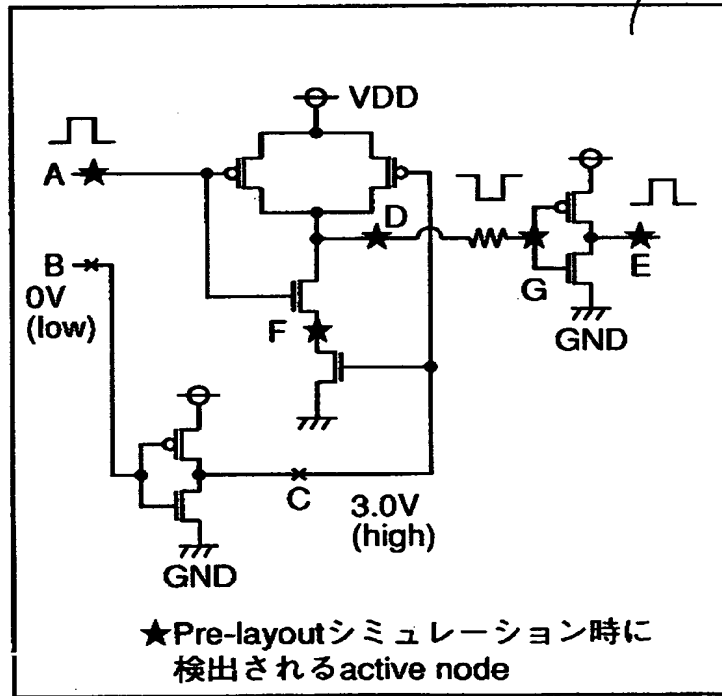 VDD
A
D
B
0V
(low)
F
G
E
GND
C
3.0V
(high)
GND
★Pre-layoutシミュレーション時に
検出されるactive node